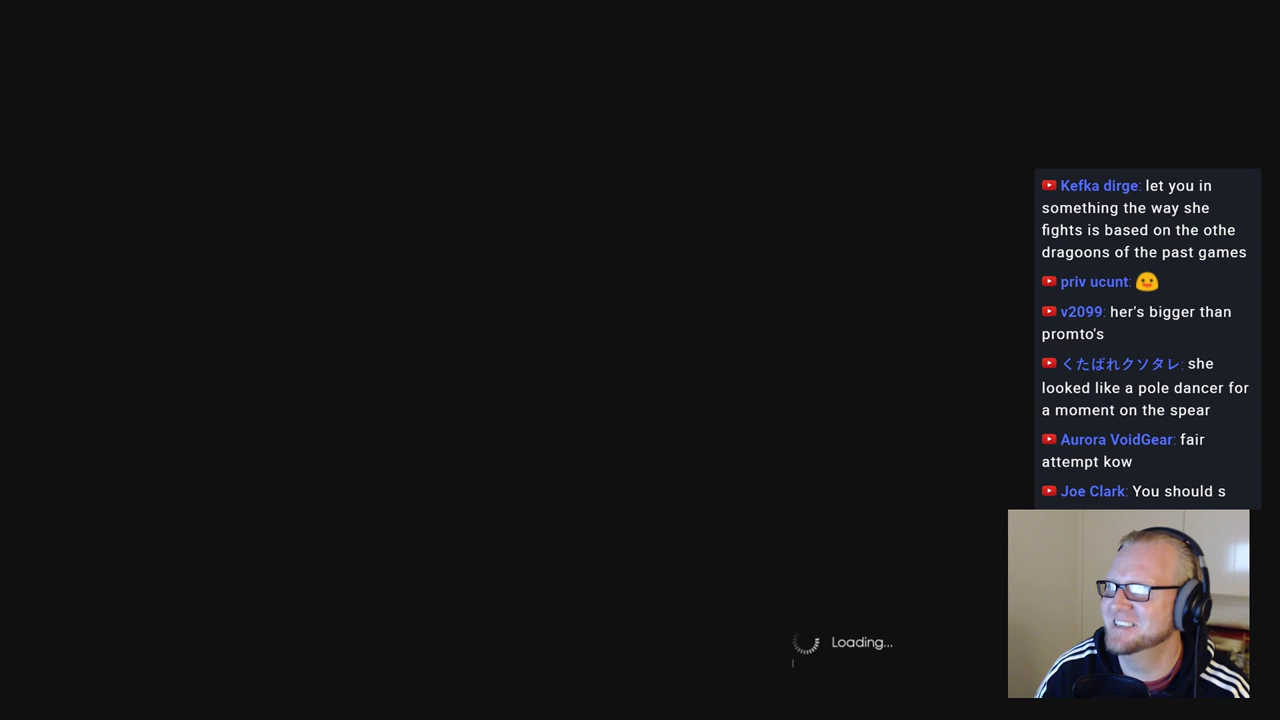 Kefka dirge: let you in
something the way she
fights is based on the othe
dragoons of the past games
priv ucunt:
v2099: her's bigger than
promto's
くたばれクソタレ: she
looked like a pole dancer for
a moment on the spear
Aurora VoidGear: fair
attempt kow
Joe Clark: You should s
Loading...